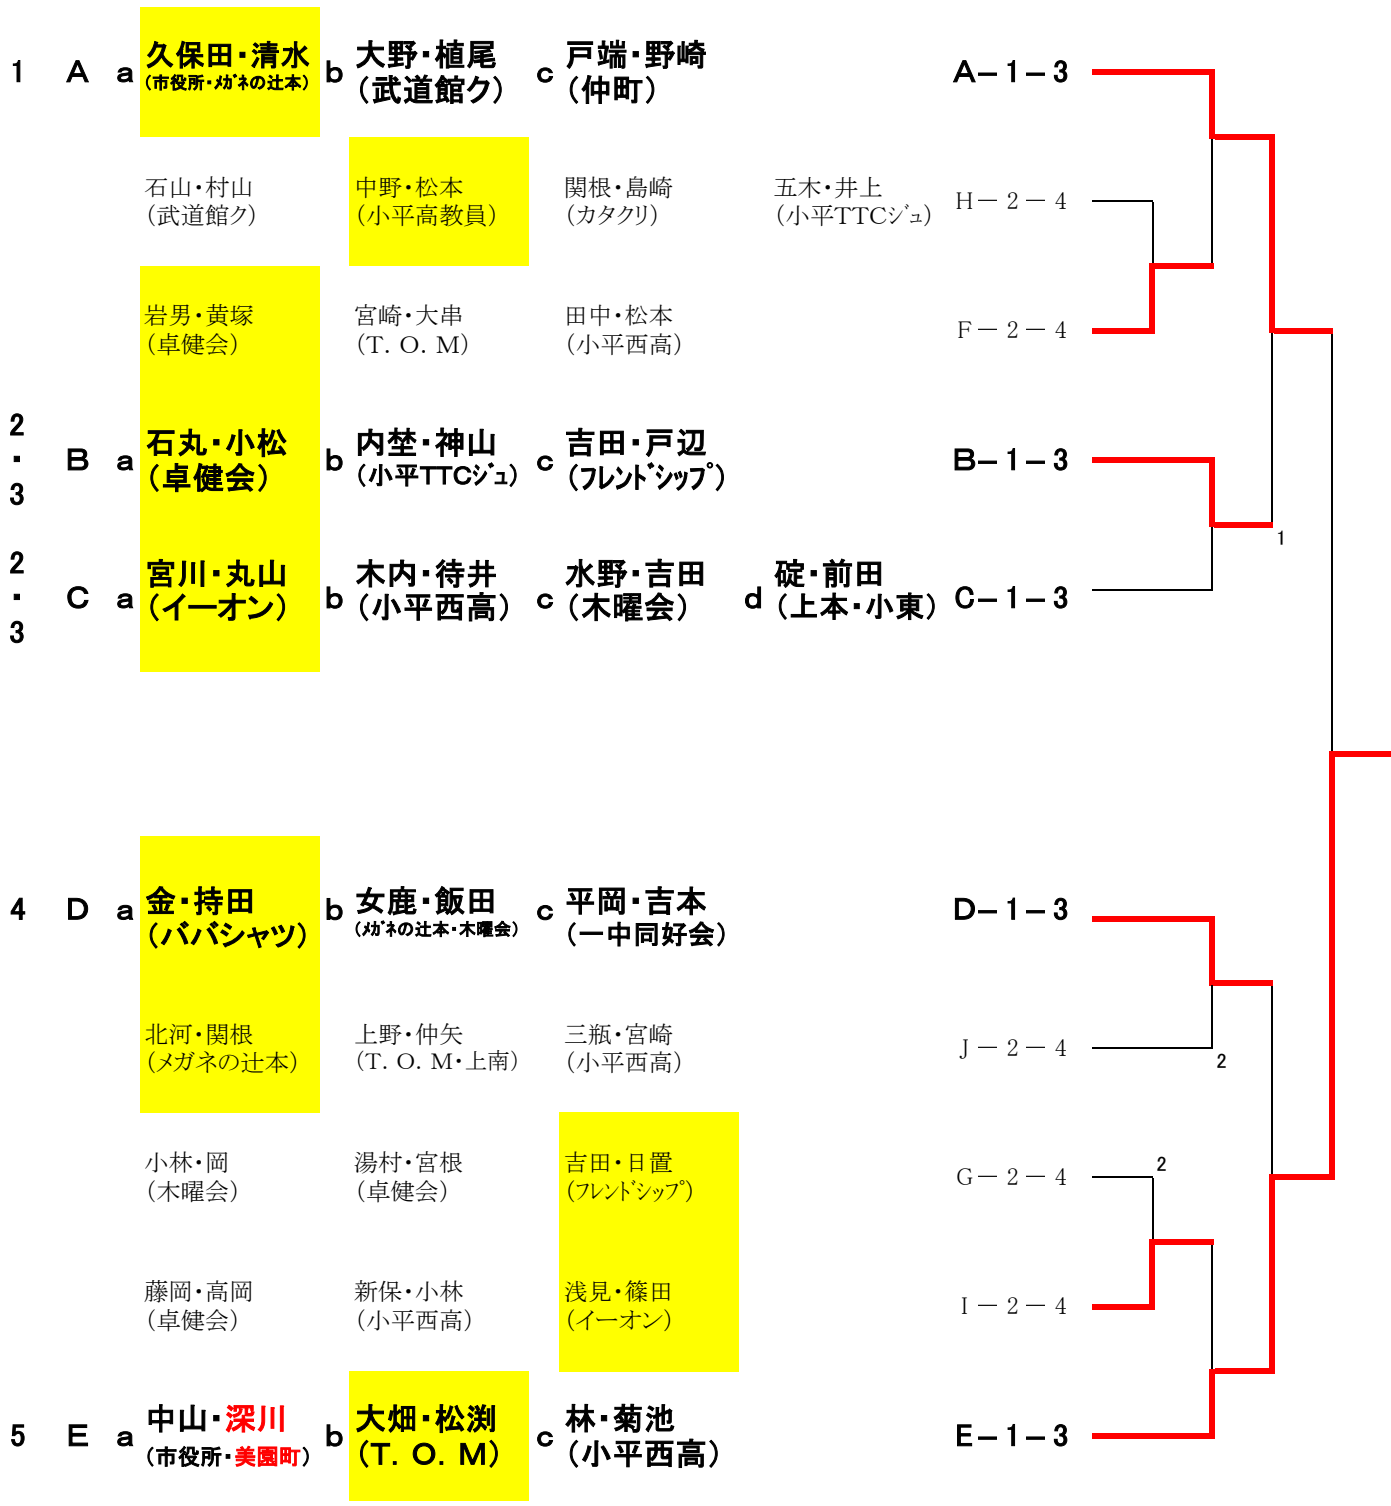 1 A a 久保田・清水 b 大野・植尾 c 戸端・野崎 A－1－3
(市役所・ﾒｶﾞﾈの辻本) (武道館ク) (仲町)
石山・村山 中野・松本 関根・島崎 五木・井上 H－2－4
(武道館ク) (小平高教員) (カタクリ) (小平TTCｼﾞｭ)
岩男・黄塚 宮崎・大串 田中・松本 F－2－4
(卓健会) (T．O．M) (小平西高)
2・3 B a 石丸・小松 b 内埜・神山 c 吉田・戸辺 B－1－3
(卓健会) (小平TTCｼﾞｭ) (ﾌレンドｼｯﾌﾟ)
1
2・3 C a 宮川・丸山 b 木内・待井 c 水野・吉田 d 碇・前田 C－1－3
(イーオン) (小平西高) (木曜会) (上本・小東)
4 D a 金・持田 b 女鹿・飯田 c 平岡・吉本 D－1－3
(ババシャツ) (ﾒｶﾞﾈの辻本・木曜会) (一中同好会)
北河・関根 上野・仲矢 三瓶・宮崎 J－2－4
(メガネの辻本) (T．O．M・上南) (小平西高)
2
小林・岡 湯村・宮根 吉田・日置 G－2－4 2
(木曜会) (卓健会) (ﾌﾚﾝﾄﾞｼｯﾌﾟ)
藤岡・高岡 新保・小林 浅見・篠田 I－2－4
(卓健会) (小平西高) (イーオン)
5 E a 中山・深川 b 大畑・松渕 c 林・菊池 E－1－3
(市役所・美園町) (T．O．M) (小平西高)